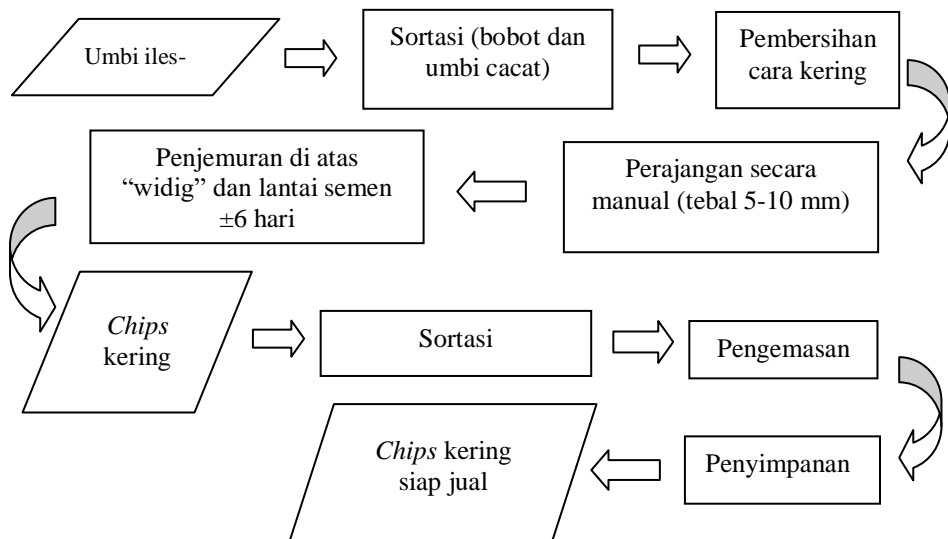 Umbi iles-
Sortasi (bobot dan
umbi cacat)
Pembersihan
cara kering
Perajangan secara
manual (tebal 5-10 mm)
Penjemuran di atas
“widig” dan lantai semen
±6 hari
Chips
kering
Sortasi
Pengemasan
Penyimpanan
Chips kering
siap jual